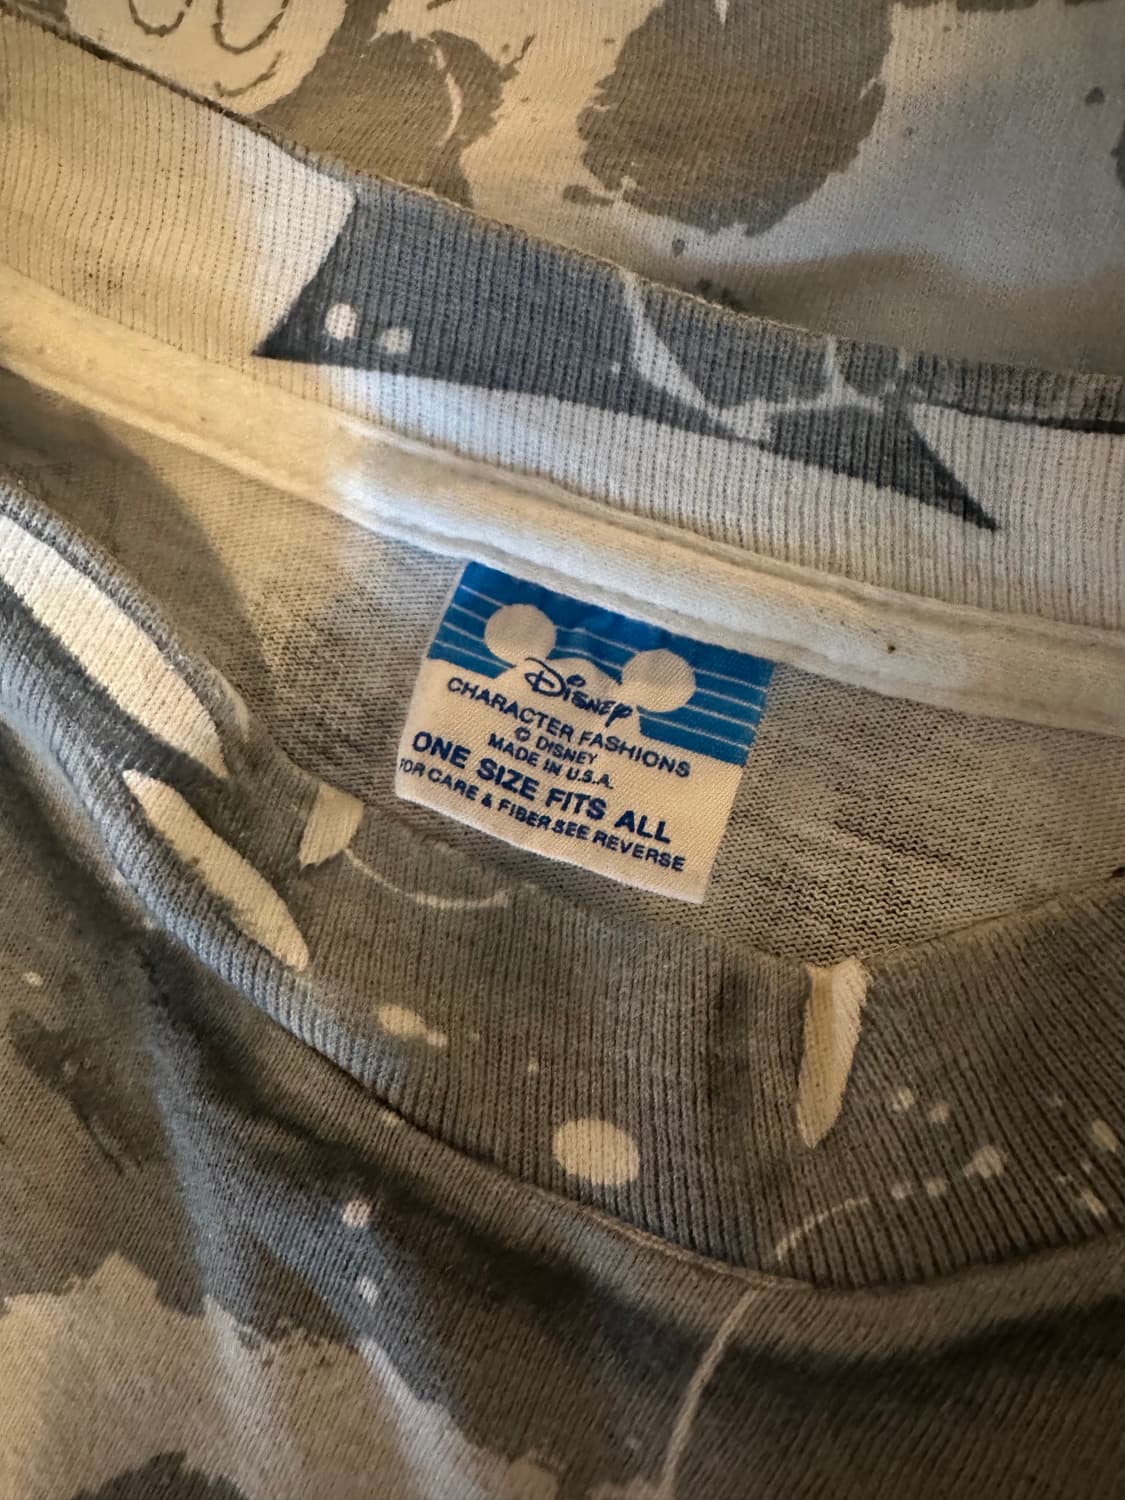 Disney
CHARACTER FASHIONS
© DISNEY
MADE IN U.S.A.
ONE SIZE FITS ALL
FOR CARE & FIBER SEE REVERSE